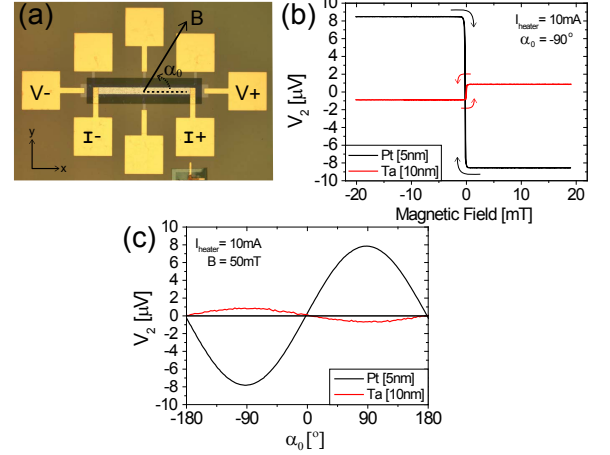 (a)
B
α₀
V-
V+
I-
I+
y
x
(b)
I_heater = 10mA
α₀ = -90°
V₂ [µV]
10
8
6
4
2
0
-2
-4
-6
-8
-10
Pt [5nm]
Ta [10nm]
-20
-10
0
10
20
Magnetic Field [mT]
(c)
I_heater = 10mA
B = 50mT
V₂ [µV]
10
8
6
4
2
0
-2
-4
-6
-8
-10
Pt [5nm]
Ta [10nm]
-180
-90
0
90
180
α₀ [°]